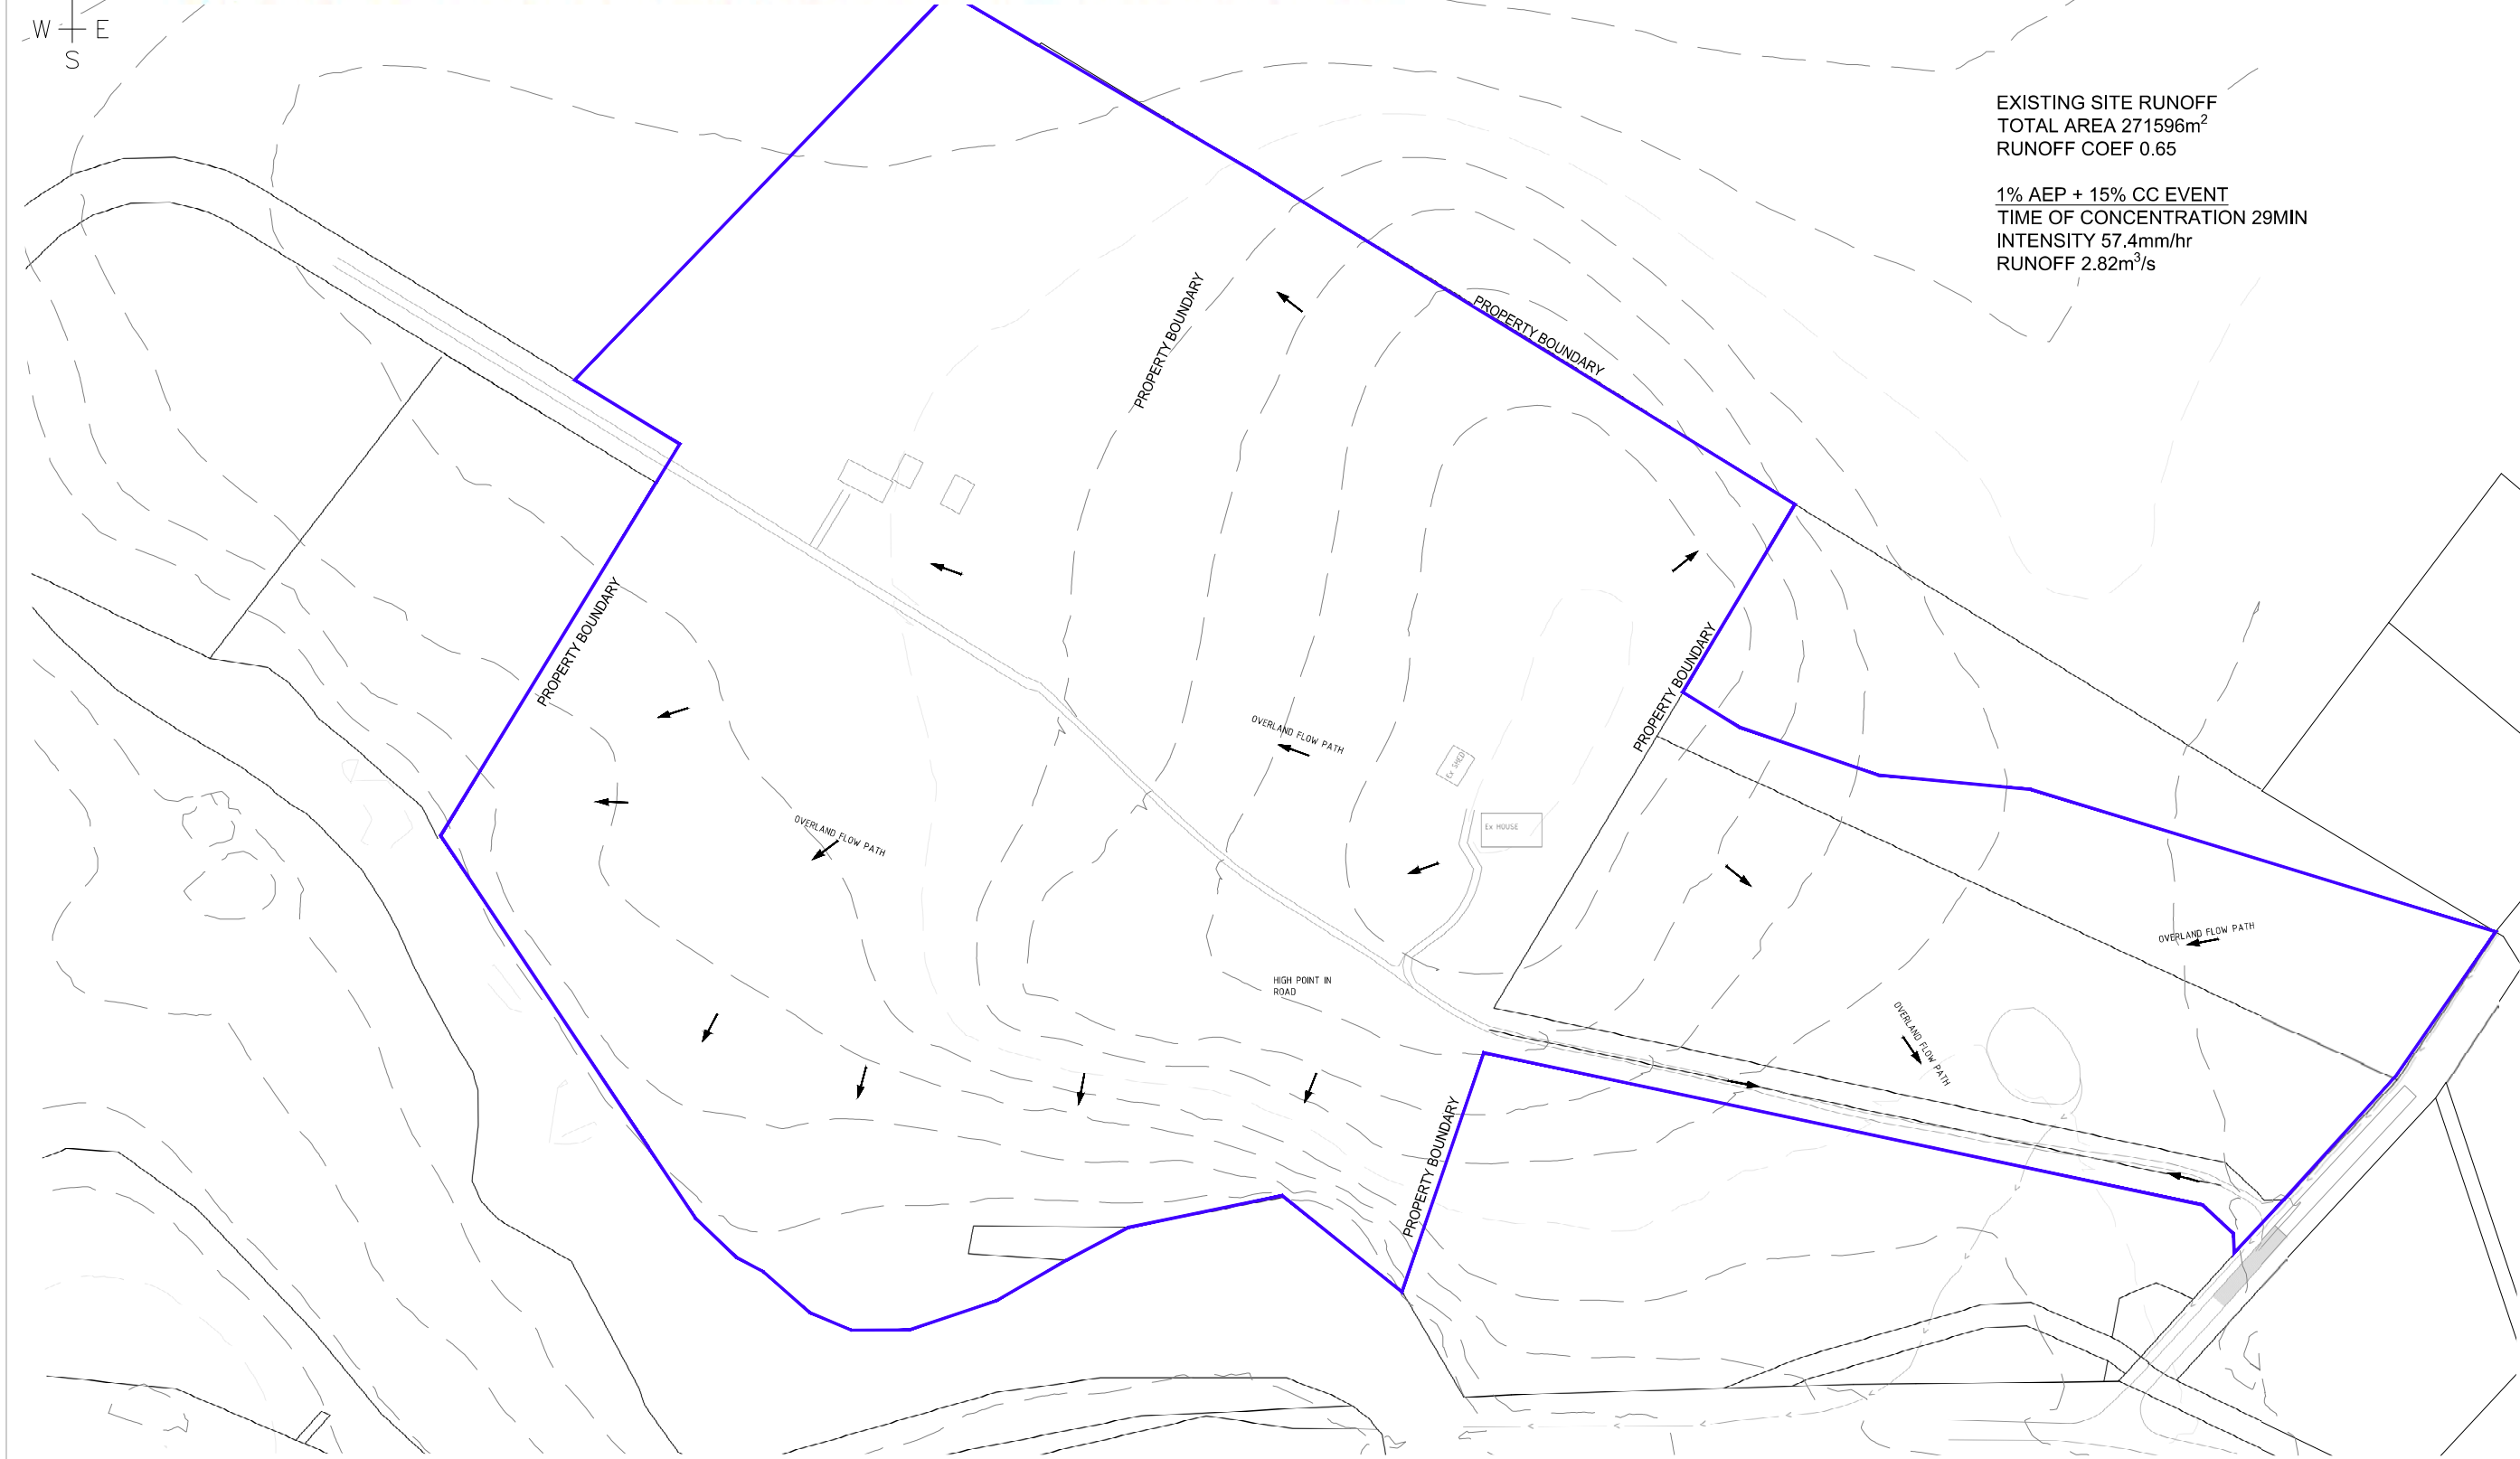 W E
S
EXISTING SITE RUNOFF
TOTAL AREA 271596m²
RUNOFF COEF 0.65
1% AEP + 15% CC EVENT
TIME OF CONCENTRATION 29MIN
INTENSITY 57.4mm/hr
RUNOFF 2.82m³/s
PROPERTY BOUNDARY
PROPERTY BOUNDARY
PROPERTY BOUNDARY
PROPERTY BOUNDARY
OVERLAND FLOW PATH
Ex SHED
OVERLAND FLOW PATH
Ex HOUSE
OVERLAND FLOW PATH
HIGH POINT IN
ROAD
OVERLAND FLOW PATH
PROPERTY BOUNDARY